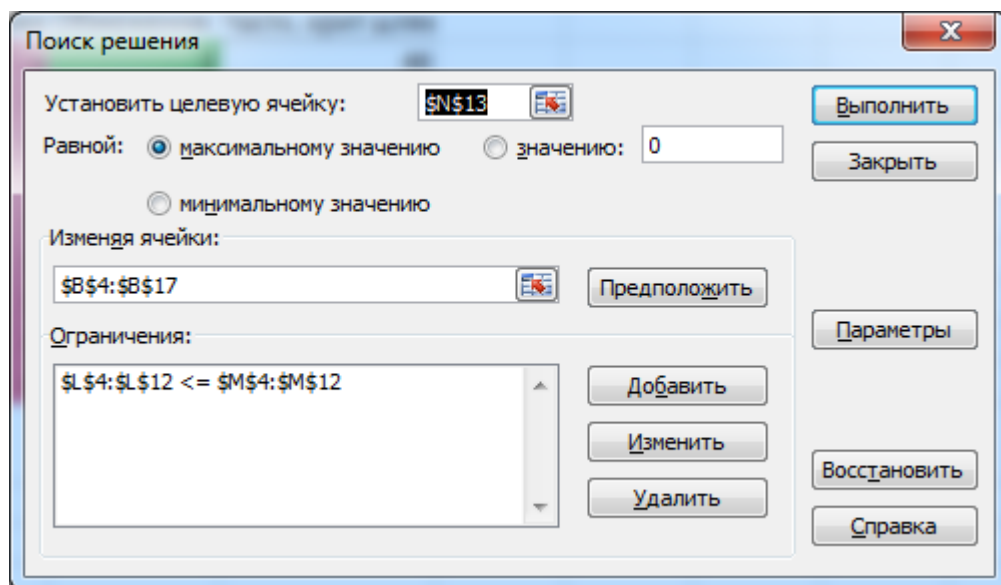 Поиск решения
Установить целевую ячейку: $N$13
Выполнить
Равной: максимальному значению значению: 0
Закрыть
минимальному значению
Изменяя ячейки:
$B$4:$B$17
Предположить
Ограничения:
Параметры
$L$4:$L$12 <= $M$4:$M$12
Добавить
Изменить
Восстановить
Удалить
Справка